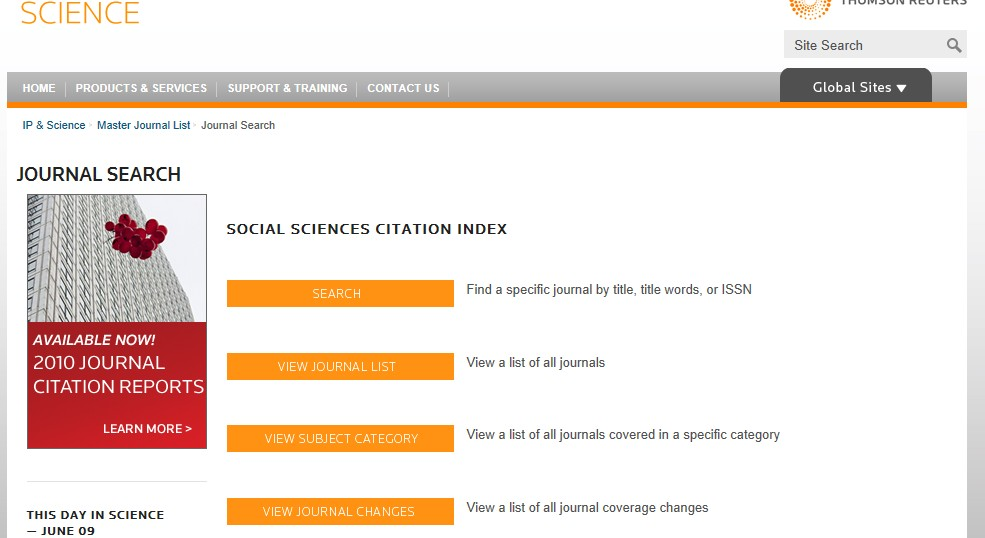 SCIENCE
THOMSON REUTERS
Site Search
HOME PRODUCTS & SERVICES SUPPORT & TRAINING CONTACT US
Global Sites ▼
IP & Science Master Journal List Journal Search
JOURNAL SEARCH
SOCIAL SCIENCES CITATION INDEX
SEARCH Find a specific journal by title, title words, or ISSN
VIEW JOURNAL LIST View a list of all journals
VIEW SUBJECT CATEGORY View a list of all journals covered in a specific category
VIEW JOURNAL CHANGES View a list of all journal coverage changes
AVAILABLE NOW!
2010 JOURNAL
CITATION REPORTS
LEARN MORE >
THIS DAY IN SCIENCE
— JUNE 09